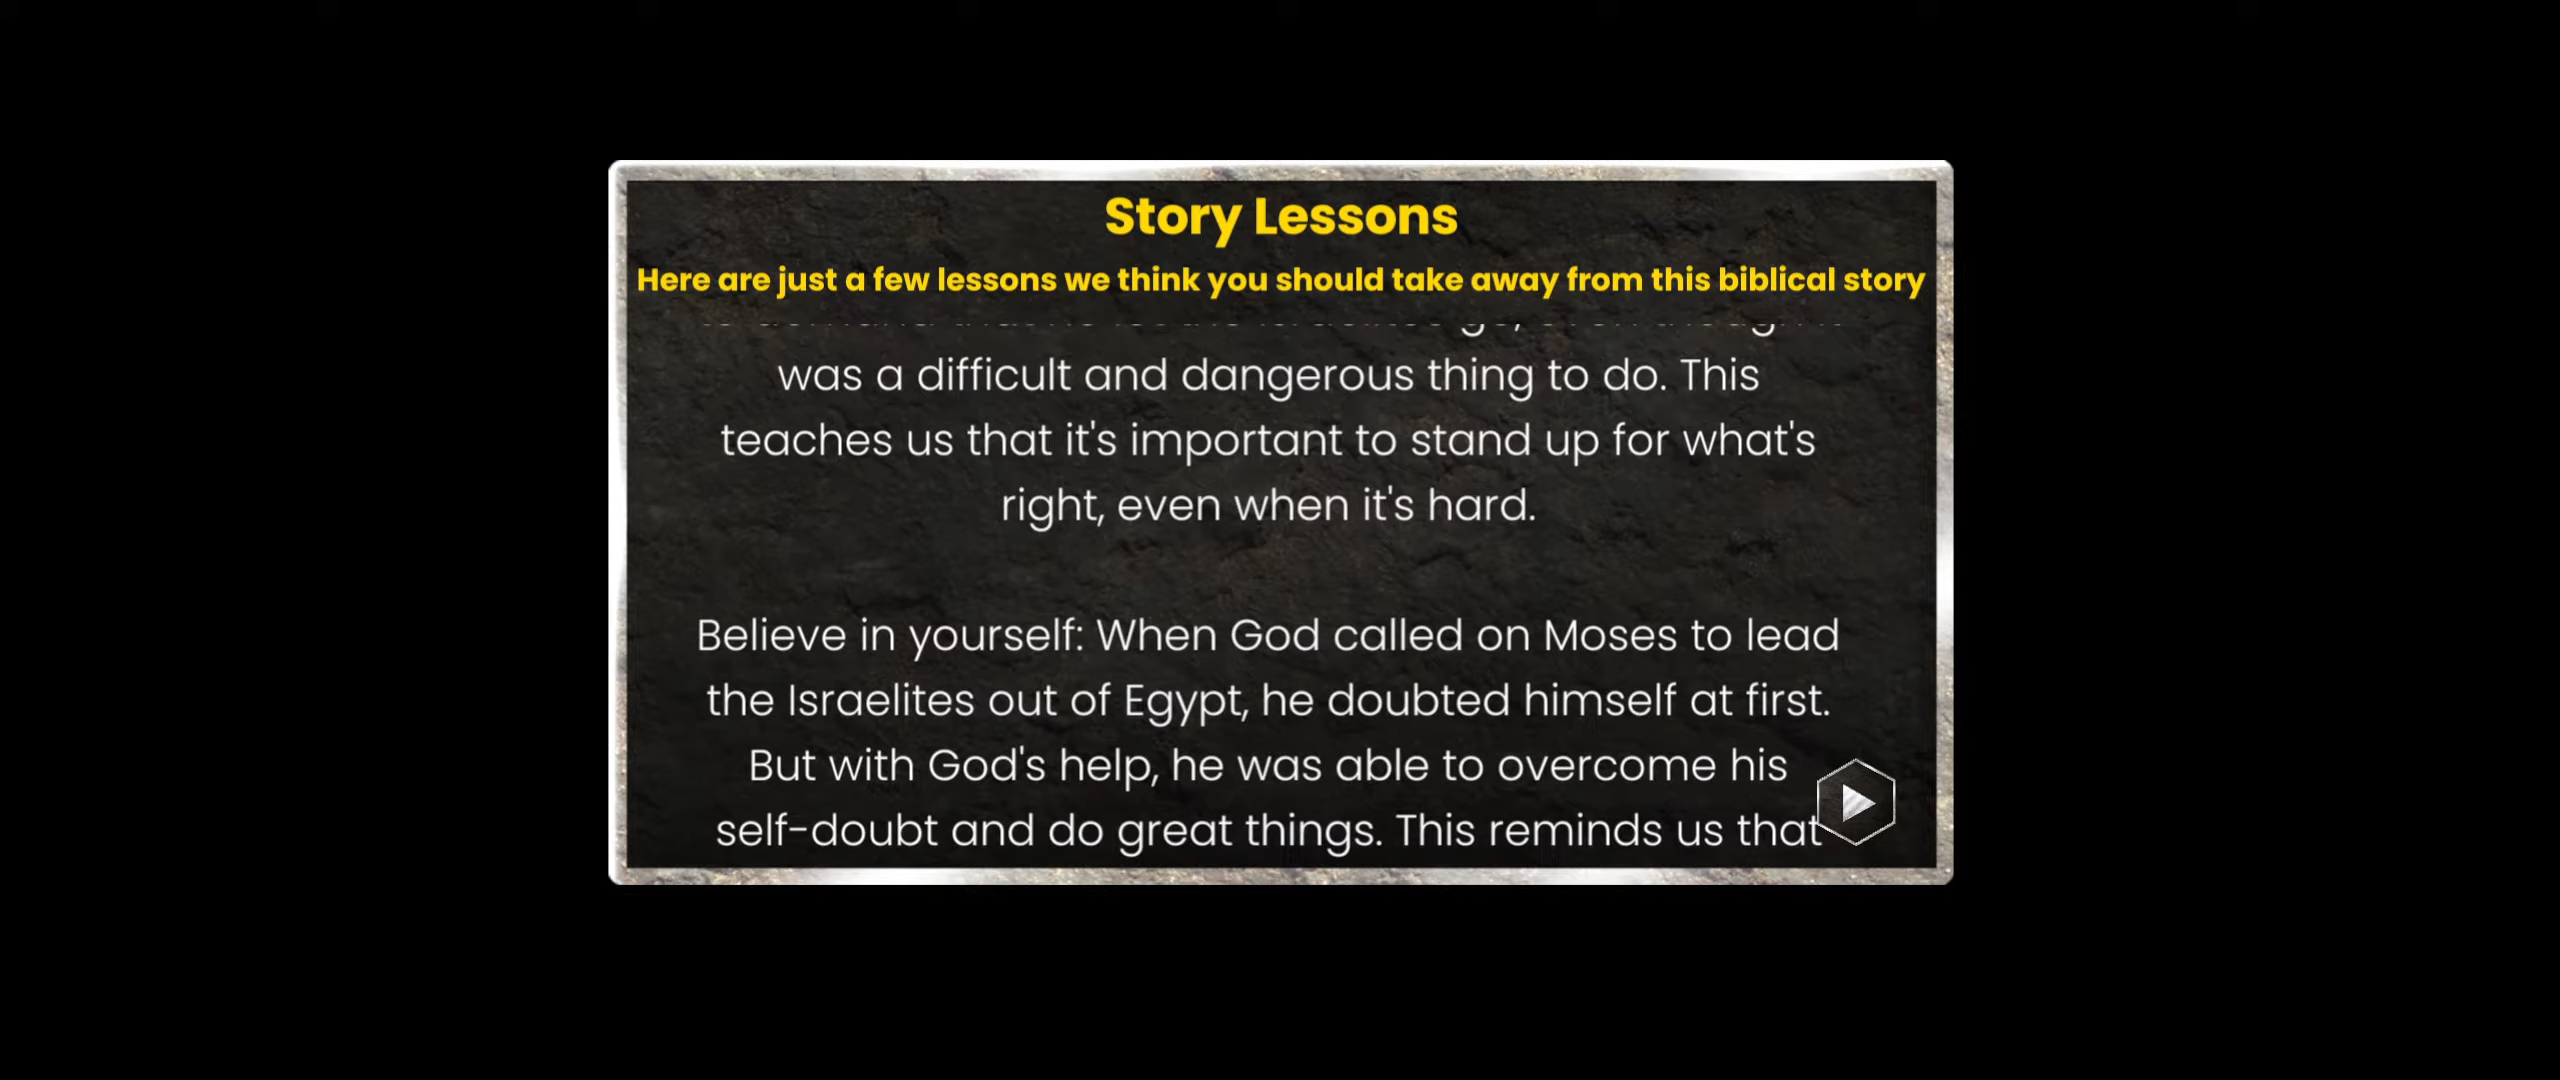 Story Lessons
Here are just a few lessons we think you should take away from this biblical story
was a difficult and dangerous thing to do. This
teaches us that it's important to stand up for what's
right, even when it's hard.
Believe in yourself: When God called on Moses to lead
the Israelites out of Egypt, he doubted himself at first.
But with God's help, he was able to overcome his
self-doubt and do great things. This reminds us that